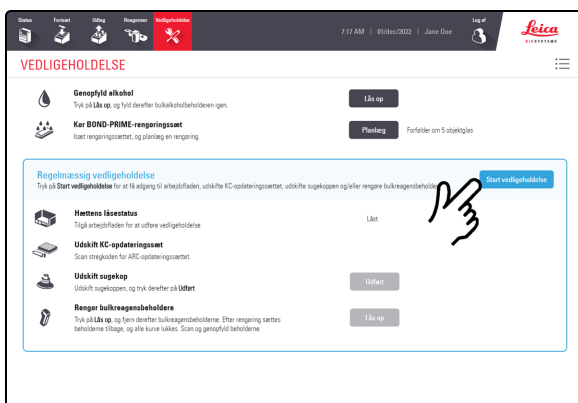 Status Forsøt Udtag Reagenser Vedligeholdelse
7:17 AM | 01/dec/2022 | Jane Doe
Log af
Leica
BIOSYSTEMS
VEDLIGEHOLDELSE
Genopfyld alkohol
Tryk på Lås op, og fyld derefter bulkalkoholbeholderen igen.
Lås op
Kør BOND-PRIME-rengøringssæt
Isæt rengøringssættet, og planlæg en rengøring.
Planlæg
Forfalder om 5 objektglas
Regelmæssig vedligeholdelse
Tryk på Start vedligeholdelse for at få adgang til arbejdsfladen, udskifte KC-opdateringssættet, udskifte sugekoppen og/eller rengøre bulkreagensbeholde
Start vedligeholdelse
Hættens låsestatus
Tilgå arbejdsfladen for at udføre vedligeholdelse.
Låst
Udskift KC-opdateringssæt
Scan stregkoden for ARC-opdateringssættet
Udskift sugekop
Udskift sugekoppen, og tryk derefter på Udført
Udført
Rengør bulkreagensbeholdere
Tryk på Lås op, og fjern derefter bulkreagensbeholderne. Efter rengøring sættes
beholderne tilbage, og alle kurve lukkes. Scan og genopfyld beholderne.
Lås op